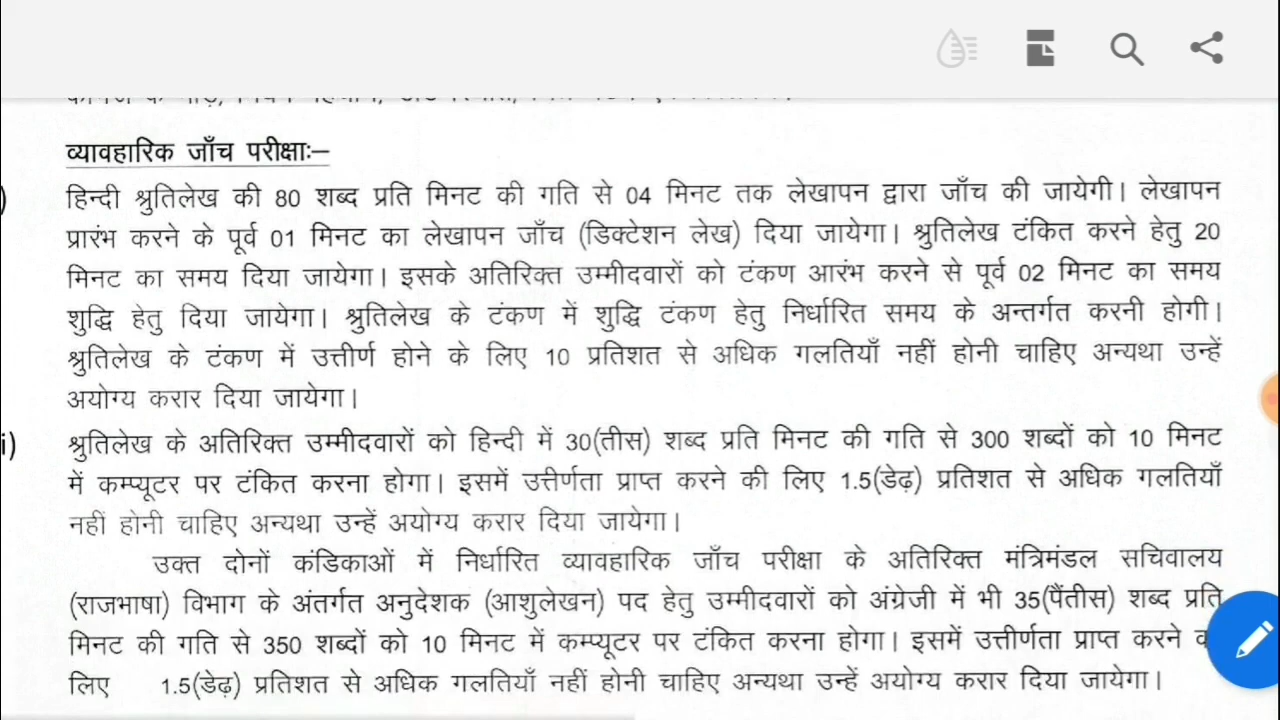 व्यावहारिक जाँच परीक्षाः–
) हिन्दी श्रुतिलेख की 80 शब्द प्रति मिनट की गति से 04 मिनट तक लेखापन द्वारा जाँच की जायेगी। लेखापन
प्रारंभ करने के पूर्व 01 मिनट का लेखापन जाँच (डिक्टेशन लेख) दिया जायेगा। श्रुतिलेख टंकित करने हेतु 20
मिनट का समय दिया जायेगा। इसके अतिरिक्त उम्मीदवारों को टंकण आरंभ करने से पूर्व 02 मिनट का समय
शुद्धि हेतु दिया जायेगा। श्रुतिलेख के टंकण में शुद्धि टंकण हेतु निर्धारित समय के अन्तर्गत करनी होगी।
श्रुतिलेख के टंकण में उत्तीर्ण होने के लिए 10 प्रतिशत से अधिक गलतियाँ नहीं होनी चाहिए अन्यथा उन्हें
अयोग्य करार दिया जायेगा।
i) श्रुतिलेख के अतिरिक्त उम्मीदवारों को हिन्दी में 30(तीस) शब्द प्रति मिनट की गति से 300 शब्दों को 10 मिनट
में कम्प्यूटर पर टंकित करना होगा। इसमें उत्तीर्णता प्राप्त करने की लिए 1.5(डेढ़) प्रतिशत से अधिक गलतियाँ
नहीं होनी चाहिए अन्यथा उन्हें अयोग्य करार दिया जायेगा।
उक्त दोनों कंडिकाओं में निर्धारित व्यावहारिक जाँच परीक्षा के अतिरिक्त मंत्रिमंडल सचिवालय
(राजभाषा) विभाग के अंतर्गत अनुदेशक (आशुलेखन) पद हेतु उम्मीदवारों को अंग्रेजी में भी 35(पैंतीस) शब्द प्रति
मिनट की गति से 350 शब्दों को 10 मिनट में कम्प्यूटर पर टंकित करना होगा। इसमें उत्तीर्णता प्राप्त करने
लिए 1.5(डेढ़) प्रतिशत से अधिक गलतियाँ नहीं होनी चाहिए अन्यथा उन्हें अयोग्य करार दिया जायेगा।